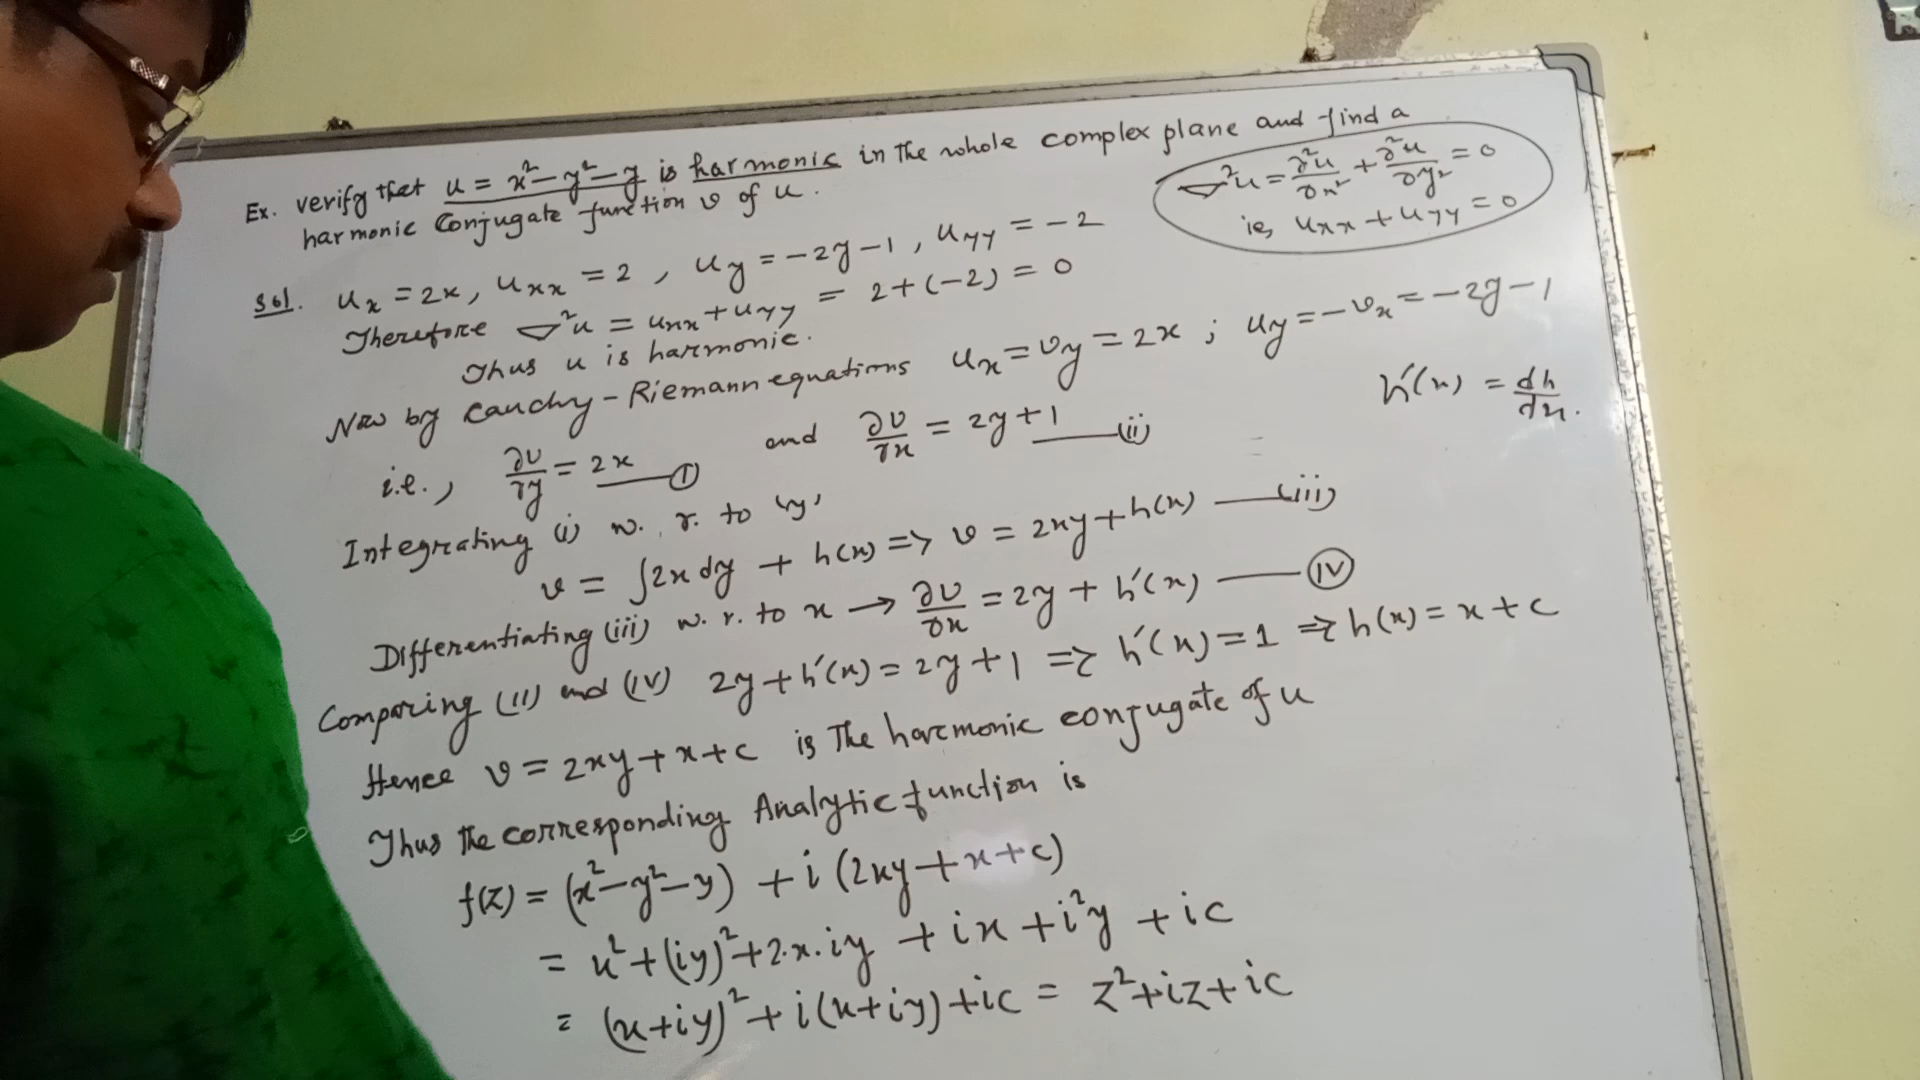 Ex. verify that u = x² - y² - y is harmonic in the whole complex plane and find a
harmonic conjugate function v of u.
∇²u = ∂²u/∂x² + ∂²u/∂y² = 0
ie, uxx + uyy = 0
Sol. ux = 2x, uxx = 2, uy = -2y-1, uyy = -2
Therefore ∇²u = uxx + uyy = 2+(-2) = 0
Thus u is harmonic.
Now by Cauchy-Riemann equations ux = vy = 2x ; uy = -vx = -2y-1
i.e., ∂v/∂y = 2x —(i) and ∂v/∂x = 2y+1 —(ii)
h'(x) = dh/dx.
Integrating (i) w. r. to 'y'
v = ∫2x dy + h(x) => v = 2xy + h(x) —(iii)
Differentiating (iii) w. r. to x → ∂v/∂x = 2y + h'(x) —(IV)
Comparing (II) and (IV) 2y + h'(x) = 2y + 1 => h'(x) = 1 => h(x) = x + c
Hence v = 2xy + x + c is The harmonic conjugate of u
Thus the corresponding Analytic function is
f(z) = (x² - y² - y) + i (2xy + x + c)
= x² + (iy)² + 2.x.iy + ix + i²y + ic
= (x+iy)² + i(x+iy) + ic = z² + iz + ic